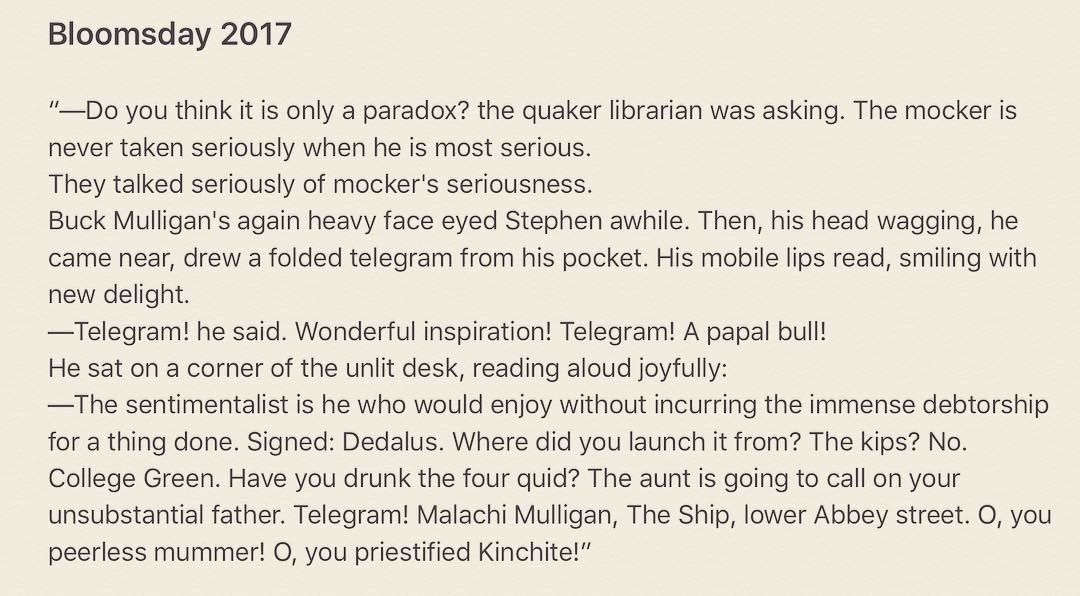 Bloomsday 2017
“—Do you think it is only a paradox? the quaker librarian was asking. The mocker is
never taken seriously when he is most serious.
They talked seriously of mocker's seriousness.
Buck Mulligan's again heavy face eyed Stephen awhile. Then, his head wagging, he
came near, drew a folded telegram from his pocket. His mobile lips read, smiling with
new delight.
—Telegram! he said. Wonderful inspiration! Telegram! A papal bull!
He sat on a corner of the unlit desk, reading aloud joyfully:
—The sentimentalist is he who would enjoy without incurring the immense debtorship
for a thing done. Signed: Dedalus. Where did you launch it from? The kips? No.
College Green. Have you drunk the four quid? The aunt is going to call on your
unsubstantial father. Telegram! Malachi Mulligan, The Ship, lower Abbey street. O, you
peerless mummer! O, you priestified Kinchite!”